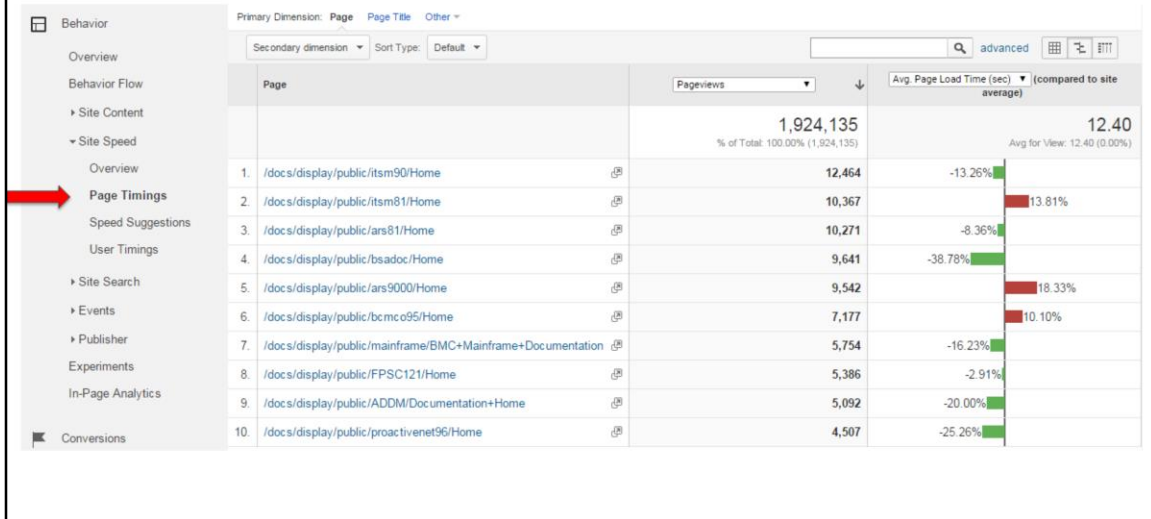 Behavior
Overview
Behavior Flow
Site Content
Site Speed
Overview
Page Timings
Speed Suggestions
User Timings
Site Search
Events
Publisher
Experiments
In-Page Analytics
Conversions
Primary Dimension: Page Page Title Other
Secondary dimension Sort Type: Default advanced
Page Pageviews Avg. Page Load Time (sec) (compared to site
average)
1,924,135 12.40
% of Total: 100.00% (1,924,135) Avg for View: 12.40 (0.00%)
1. /docs/display/public/itsm90/Home 12,464 -13.26%
2. /docs/display/public/itsm81/Home 10,367 13.81%
3. /docs/display/public/ars81/Home 10,271 -8.36%
4. /docs/display/public/bsadoc/Home 9,641 -38.78%
5. /docs/display/public/ars9000/Home 9,542 18.33%
6. /docs/display/public/bcmco95/Home 7,177 10.10%
7. /docs/display/public/mainframe/BMC+Mainframe+Documentation 5,754 -16.23%
8. /docs/display/public/FPSC121/Home 5,386 -2.91%
9. /docs/display/public/ADDM/Documentation+Home 5,092 -20.00%
10. /docs/display/public/proactivenet96/Home 4,507 -25.26%